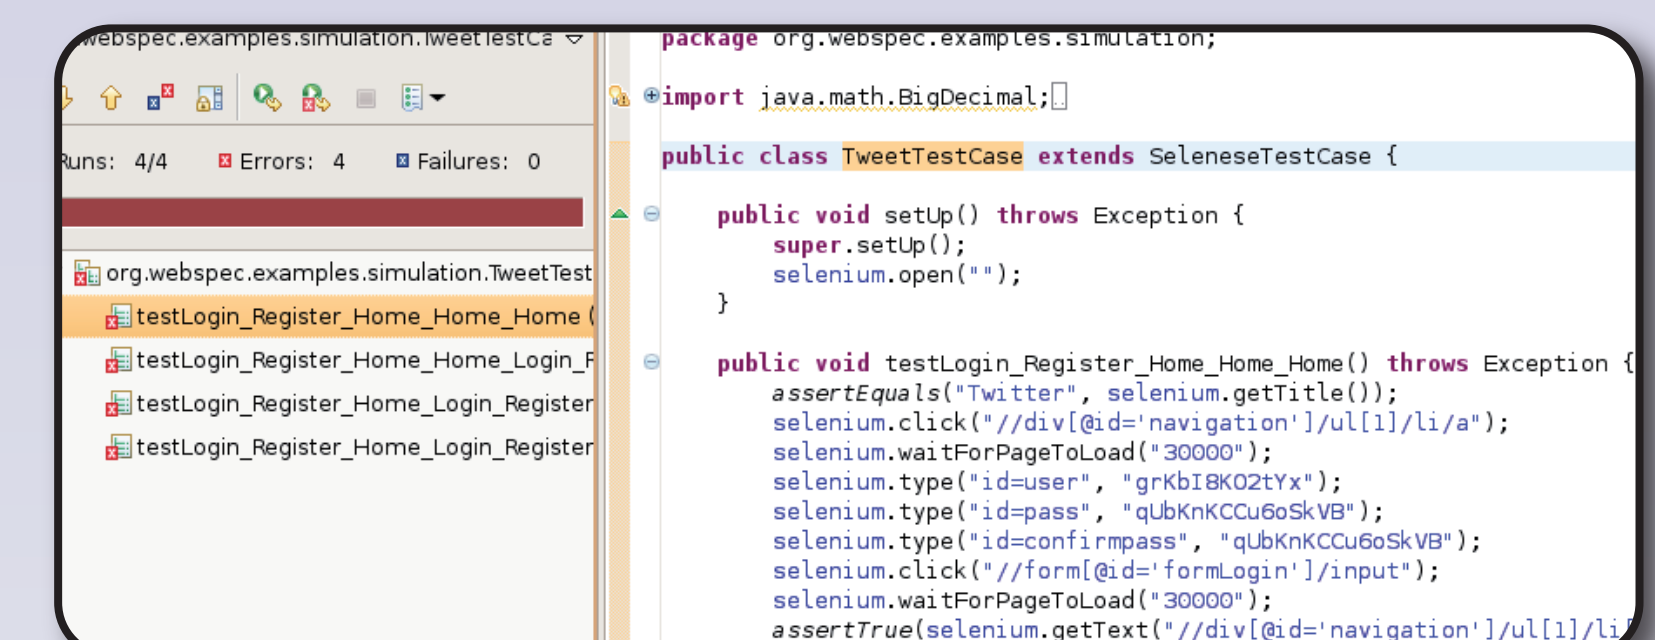 webspec.examples.simulation.TweetTestCa
Runs: 4/4 Errors: 4 Failures: 0
org.webspec.examples.simulation.TweetTest
testLogin_Register_Home_Home_Home (
testLogin_Register_Home_Home_Login_R
testLogin_Register_Home_Login_Register
testLogin_Register_Home_Login_Register
package org.webspec.examples.simulation;
import java.math.BigDecimal;
public class TweetTestCase extends SeleneseTestCase {
public void setUp() throws Exception {
super.setUp();
selenium.open("");
}
public void testLogin_Register_Home_Home_Home() throws Exception {
assertEquals("Twitter", selenium.getTitle());
selenium.click("//div[@id='navigation']/ul[1]/li/a");
selenium.waitForPageToLoad("30000");
selenium.type("id=user", "grKbI8KO2tYx");
selenium.type("id=pass", "qUbKnKCCu6oSkVB");
selenium.type("id=confirmpass", "qUbKnKCCu6oSkVB");
selenium.click("//form[@id='formLogin']/input");
selenium.waitForPageToLoad("30000");
assertTrue(selenium.getText("//div[@id='navigation']/ul[1]/li[